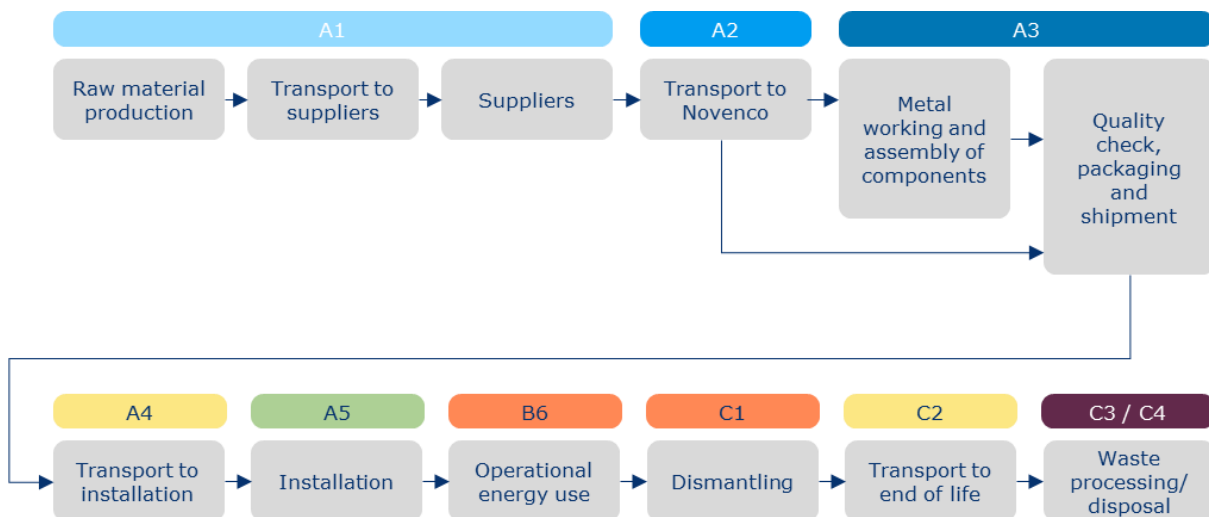 A1
A2
A3
Raw material
production
Transport to
suppliers
Suppliers
Transport to
Novenco
Metal
working and
assembly of
components
Quality
check,
packaging
and
shipment
A4
A5
B6
C1
C2
C3 / C4
Transport to
installation
Installation
Operational
energy use
Dismantling
Transport to
end of life
Waste
processing/
disposal